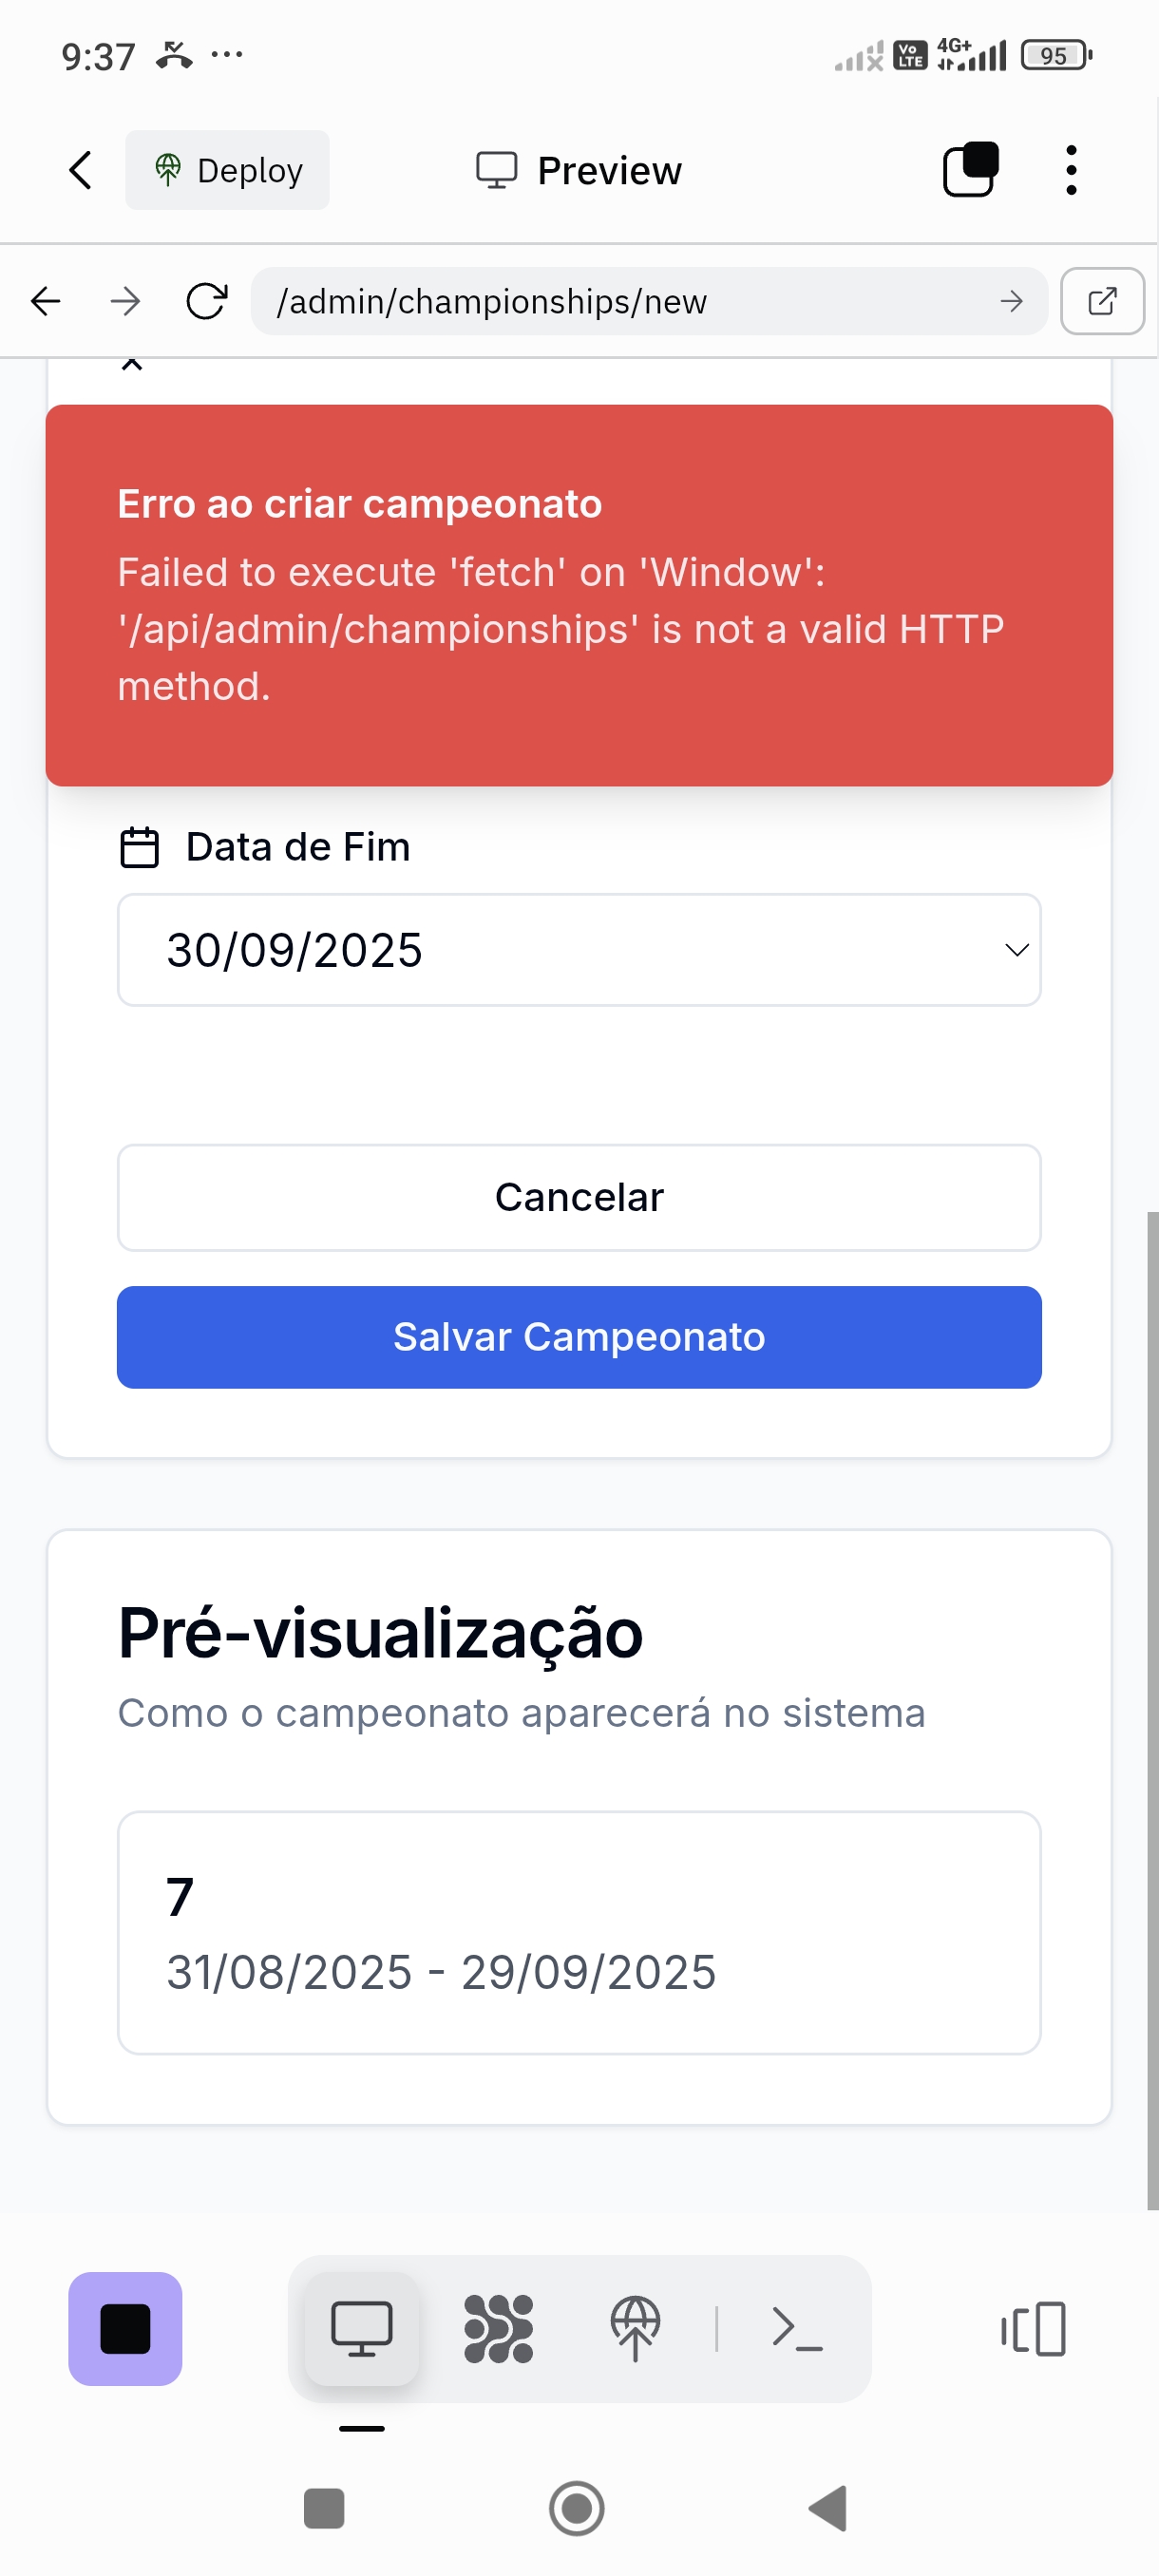 9:37
Vo
LTE
4G+
95
Deploy
Preview
/admin/championships/new
Erro ao criar campeonato
Failed to execute 'fetch' on 'Window':
'/api/admin/championships' is not a valid HTTP
method.
Data de Fim
30/09/2025
Cancelar
Salvar Campeonato
Pré-visualização
Como o campeonato aparecerá no sistema
7
31/08/2025 - 29/09/2025